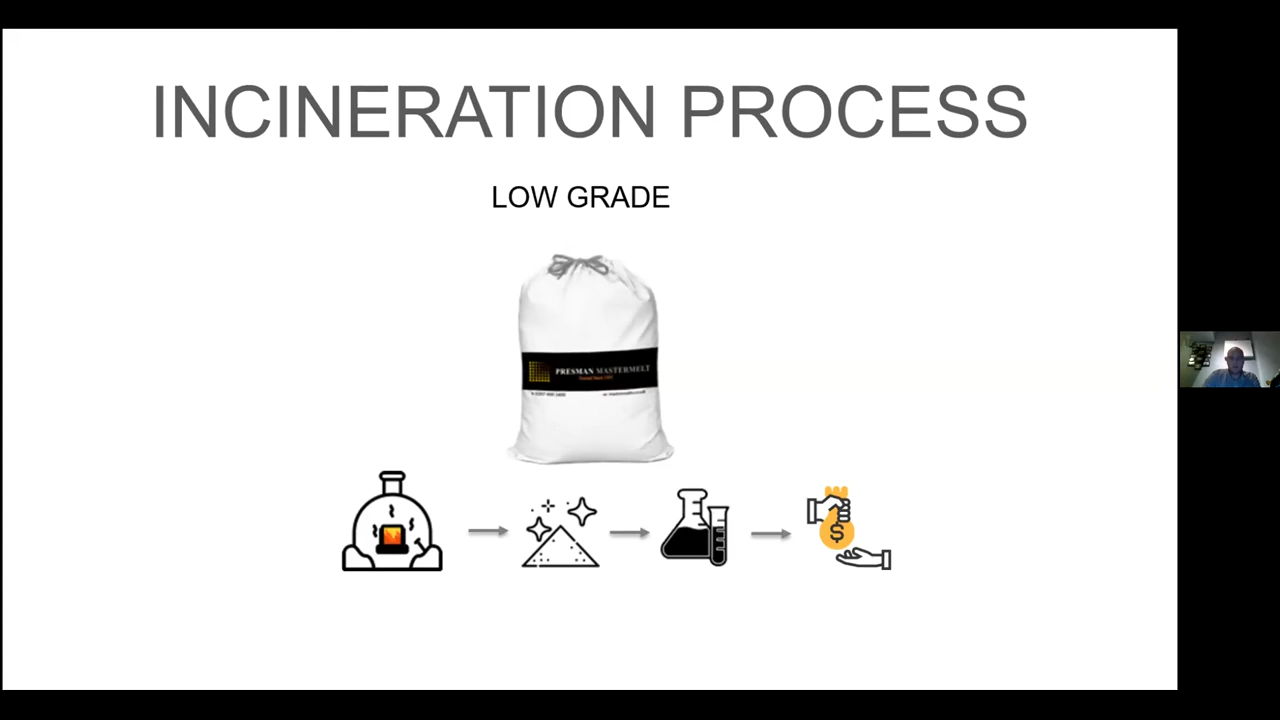 INCINERATION PROCESS
LOW GRADE
PRESMAN MASTERMELT
$